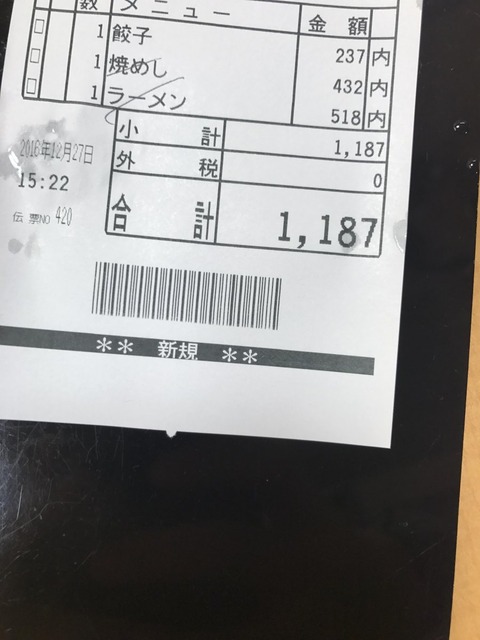 数 メニュー 金額
1 餃子 237 内
1 焼めし 432 内
1 ラーメン 518 内
小計 1,187
外税 0
2016年12月27日
15:22
合計 1,187
伝票NO 420
** 新規 **